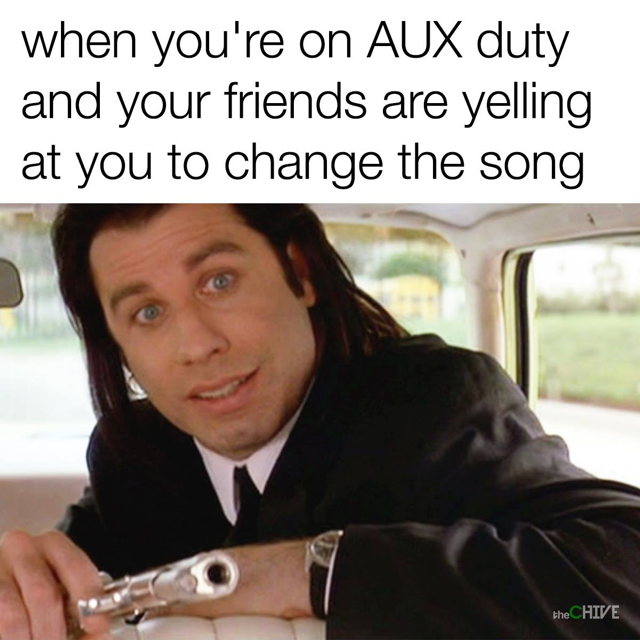 when you're on AUX duty
and your friends are yelling
at you to change the song
theCHIVE